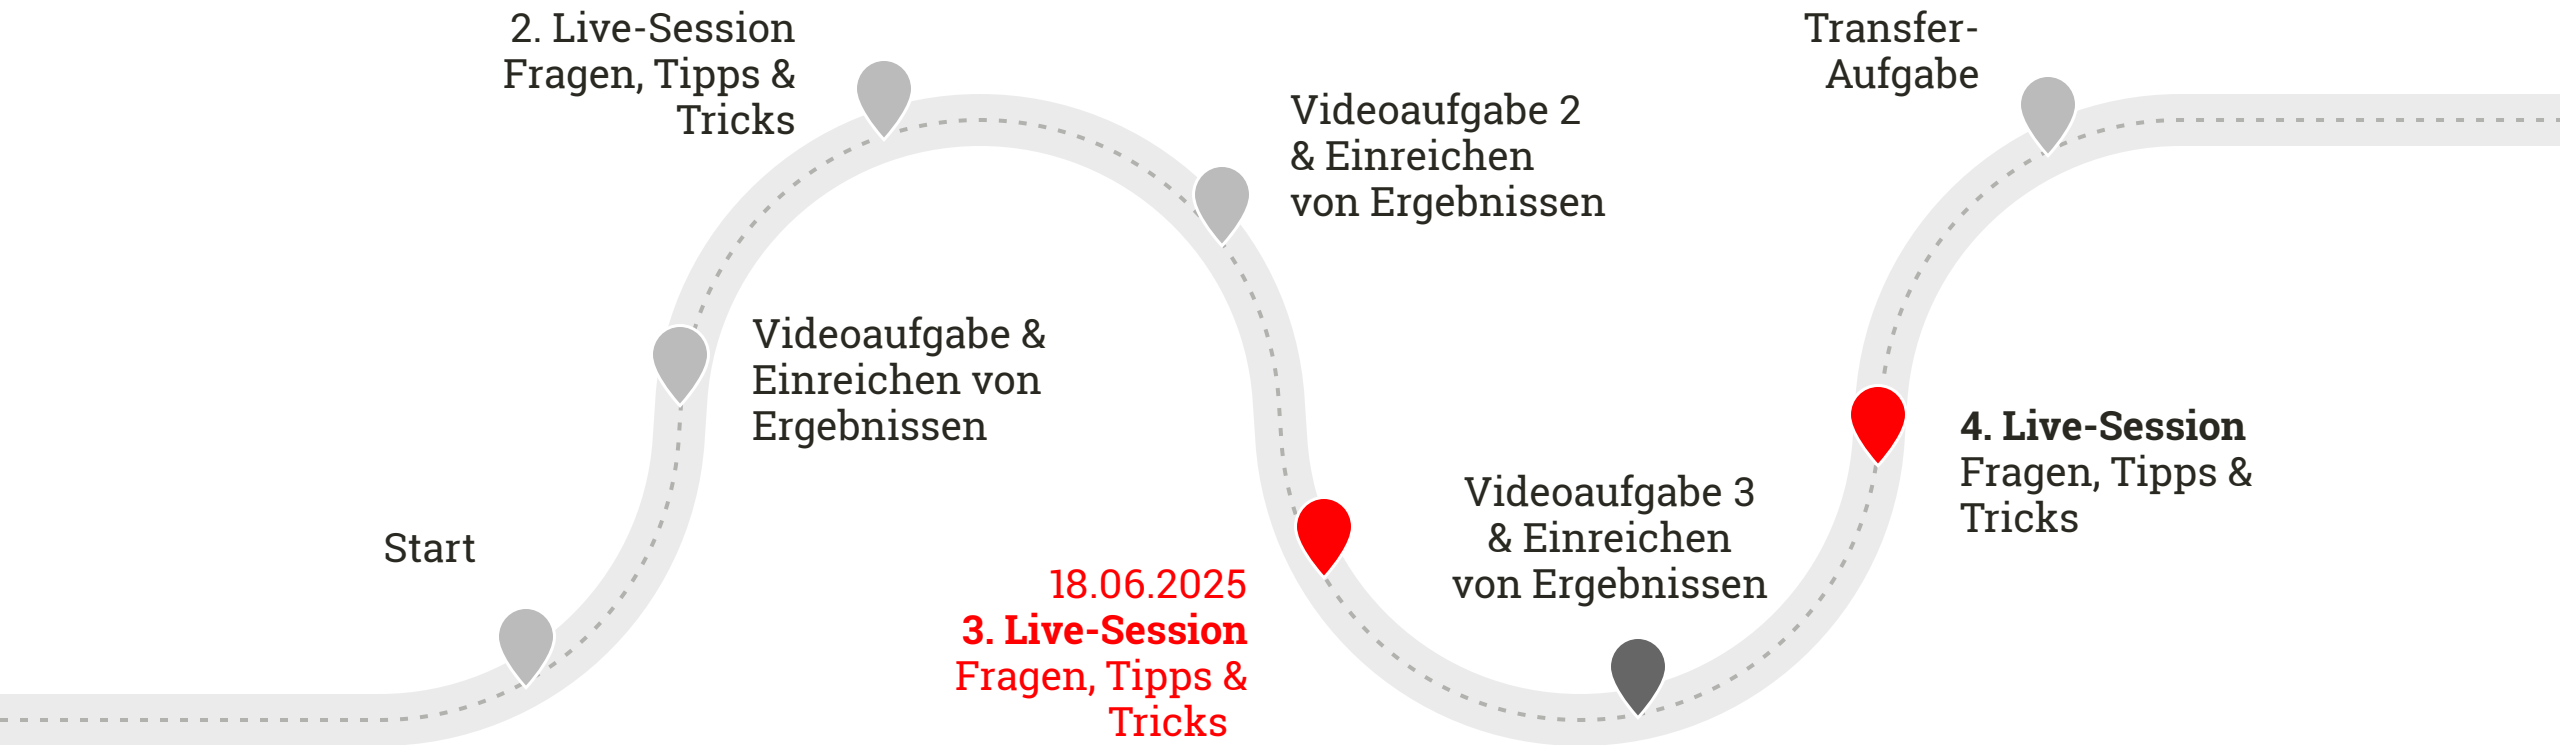 2. Live-Session
Fragen, Tipps &
Tricks
Transfer-
Aufgabe
Videoaufgabe 2
& Einreichen
von Ergebnissen
Videoaufgabe &
Einreichen von
Ergebnissen
4. Live-Session
Fragen, Tipps &
Tricks
Videoaufgabe 3
& Einreichen
von Ergebnissen
Start
18.06.2025
3. Live-Session
Fragen, Tipps &
Tricks